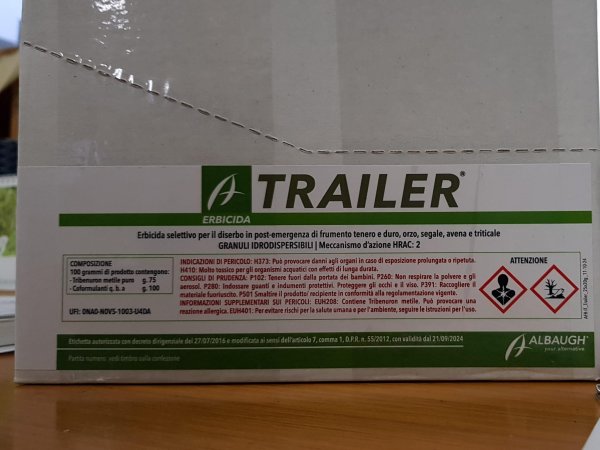 TRAILER®
ERBICIDA
Erbicida selettivo per il diserbo in post-emergenza di frumento tenero e duro, orzo, segale, avena e triticale
GRANULI IDRODISPERSIBILI | Meccanismo d'azione HRAC: 2
COMPOSIZIONE
100 grammi di prodotto contengono:
- Tribenuron metile puro g. 75
- Coformulanti q. b. a g. 100
UFI: 0NA0-N0V5-1003-U4DA
INDICAZIONI DI PERICOLO: H373: Può provocare danni agli organi in caso di esposizione prolungata o ripetuta.
H410: Molto tossico per gli organismi acquatici con effetti di lunga durata.
CONSIGLI DI PRUDENZA: P102: Tenere fuori dalla portata dei bambini. P260: Non respirare la polvere e gli
aerosol. P280: Indossare guanti e indumenti protettivi. Proteggere gli occhi e il viso. P391: Raccogliere il
materiale fuoriuscito. P501 Smaltire il prodotto/ recipiente in conformità alla regolamentazione vigente.
INFORMAZIONI SUPPLEMENTARI SUI PERICOLI: EUH208: Contiene Tribenuron metile. Può provocare una
reazione allergica. EUH401: Per evitare rischi per la salute umana e per l'ambiente, seguire le istruzioni per l'uso.
ATTENZIONE
Etichetta autorizzata con decreto dirigenziale del 27/07/2016 e modificata ai sensi dell'articolo 7, comma 1, D.P.R. n. 55/2012, con validità dal 21/09/2024
Partita numero: vedi timbro sulla confezione
ALBAUGH®
your alternative.